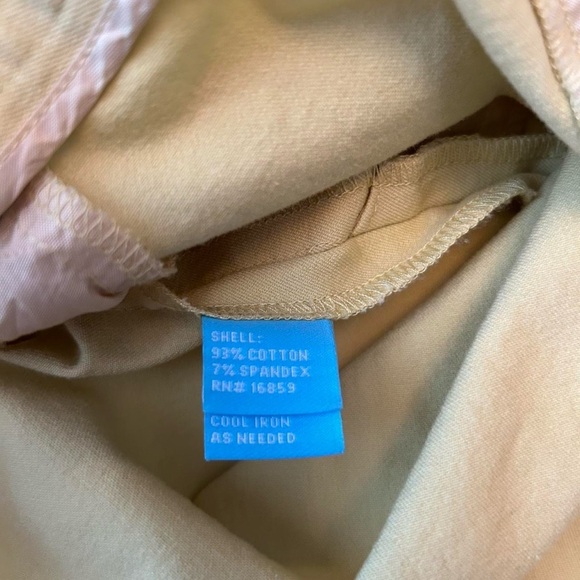 SHELL:
93% COTTON
7% SPANDEX
RN# 16859
COOL IRON
AS NEEDED